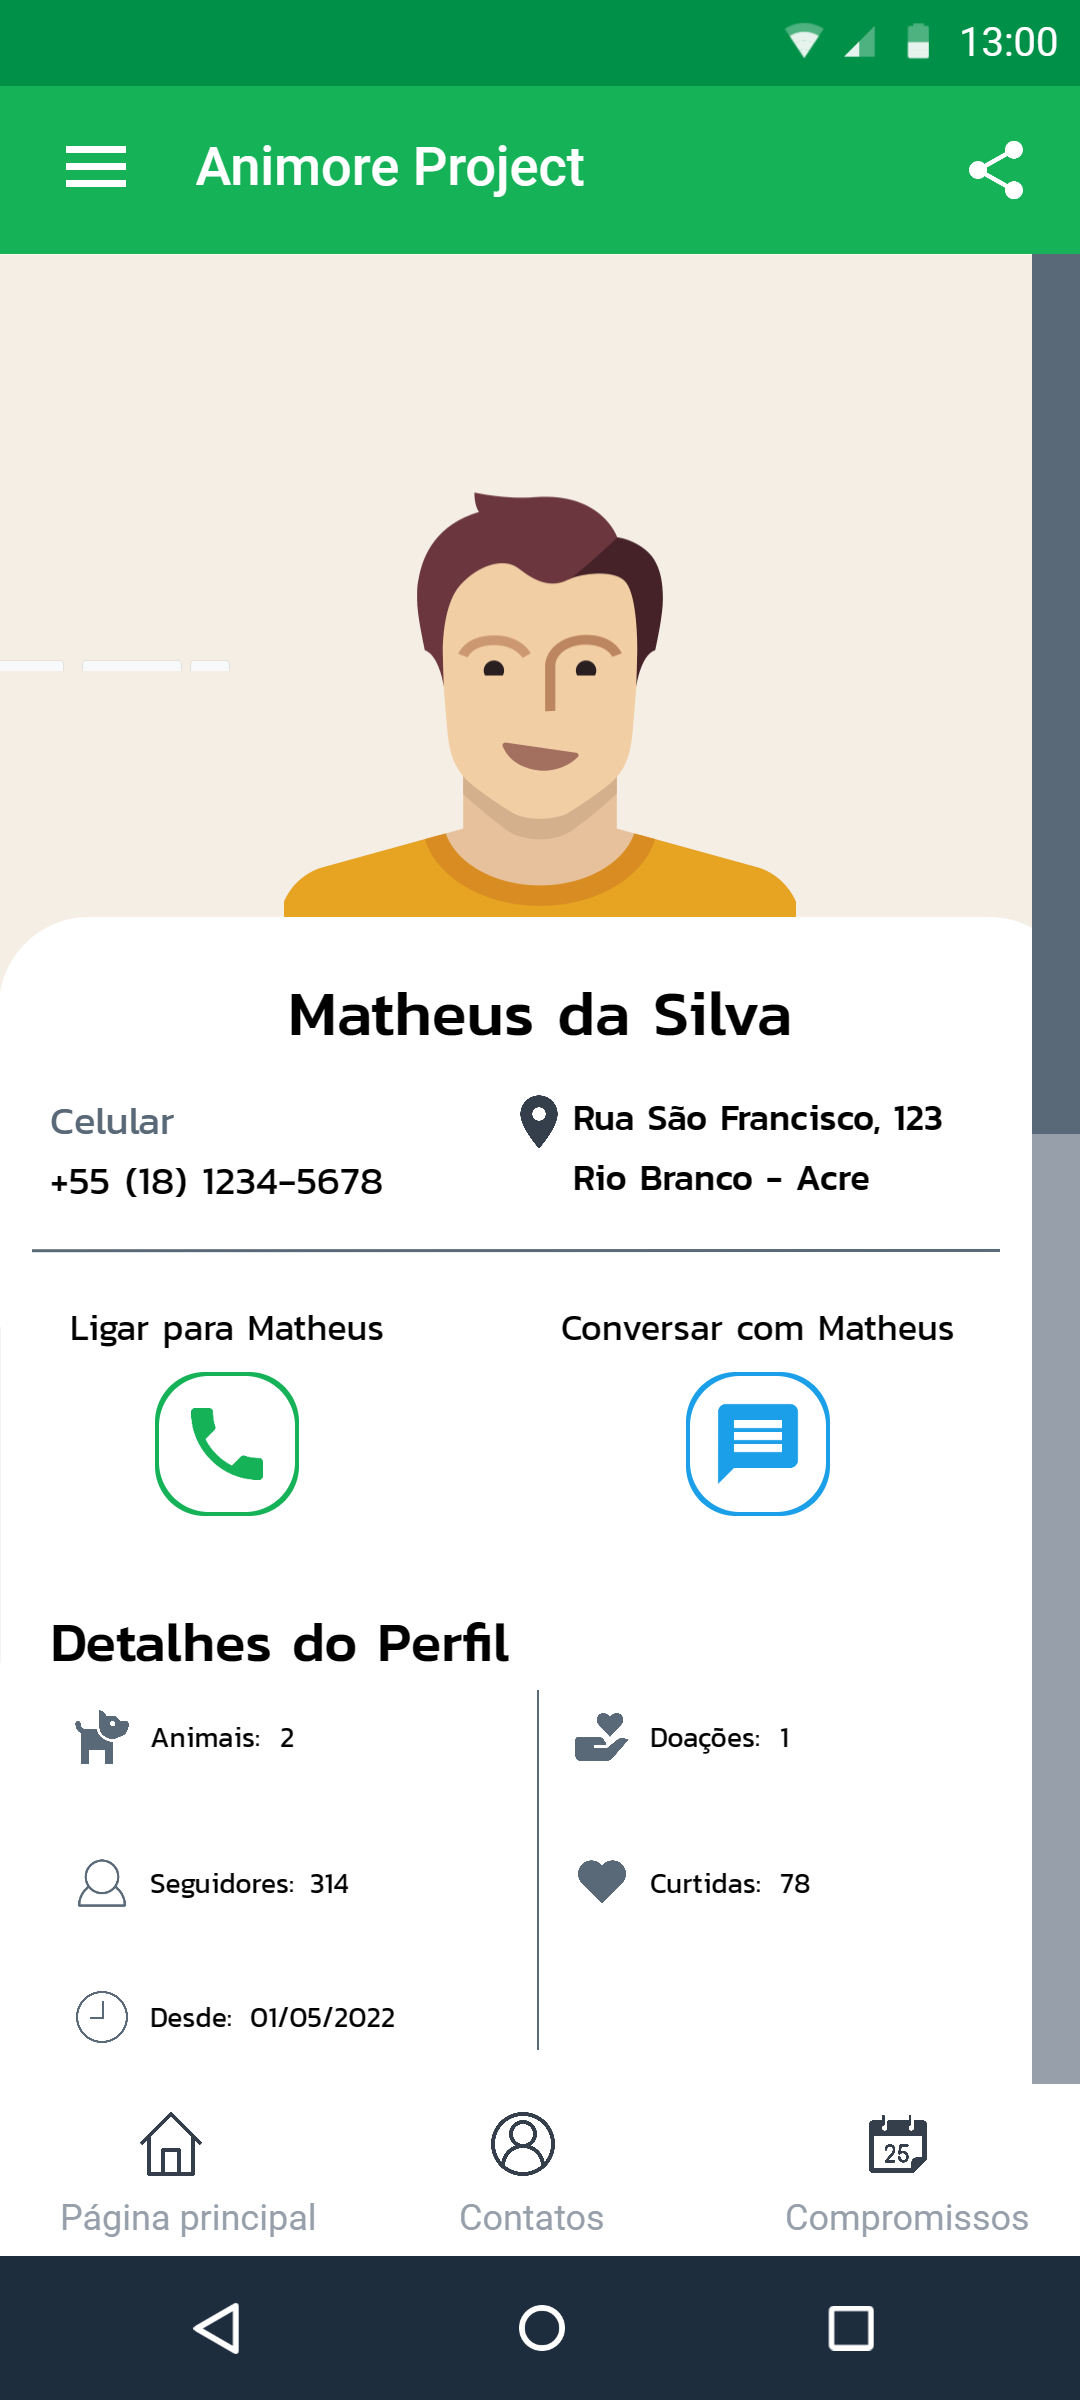 13:00
Animore Project
Matheus da Silva
Celular
+55 (18) 1234-5678
Rua São Francisco, 123
Rio Branco - Acre
Ligar para Matheus
Conversar com Matheus
Detalhes do Perfil
Animais: 2
Doações: 1
Seguidores: 314
Curtidas: 78
Desde: 01/05/2022
25
Página principal
Contatos
Compromissos